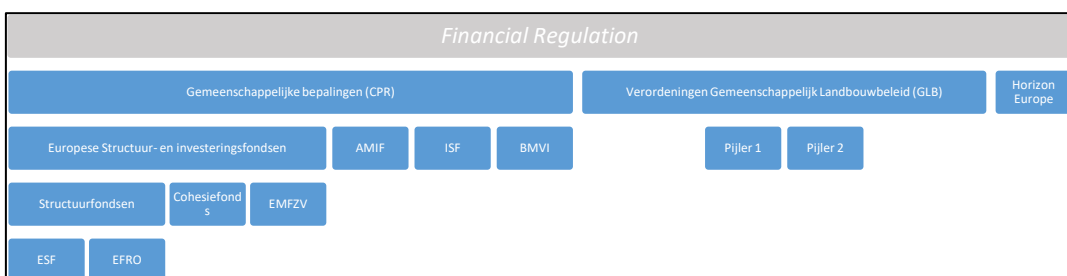 Financial Regulation
Gemeenschappelijke bepalingen (CPR)
Verordeningen Gemeenschappelijk Landbouwbeleid (GLB)
Horizon
Europe
Europese Structuur- en investeringsfondsen
AMIF
ISF
BMVI
Pijler 1
Pijler 2
Structuurfondsen
Cohesiefond
s
EMFZV
ESF
EFRO